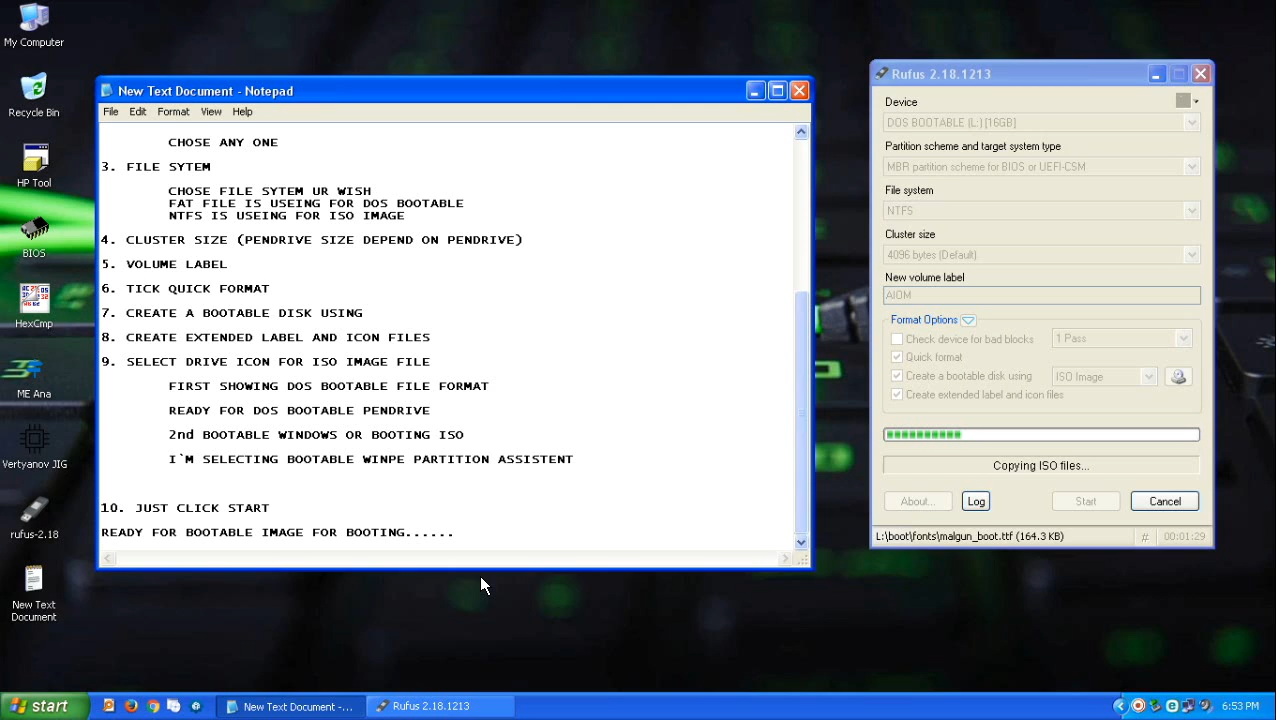 My Computer
Recycle Bin
HP Tool
BIOS
HexCmp
ME Ana
Vertyanov JIG
rufus-2.18
New Text
Document
New Text Document - Notepad
File Edit Format View Help
CHOSE ANY ONE
3. FILE SYTEM
CHOSE FILE SYTEM UR WISH
FAT FILE IS USEING FOR DOS BOOTABLE
NTFS IS USEING FOR ISO IMAGE
4. CLUSTER SIZE (PENDRIVE SIZE DEPEND ON PENDRIVE)
5. VOLUME LABEL
6. TICK QUICK FORMAT
7. CREATE A BOOTABLE DISK USING
8. CREATE EXTENDED LABEL AND ICON FILES
9. SELECT DRIVE ICON FOR ISO IMAGE FILE
FIRST SHOWING DOS BOOTABLE FILE FORMAT
READY FOR DOS BOOTABLE PENDRIVE
2nd BOOTABLE WINDOWS OR BOOTING ISO
I`M SELECTING BOOTABLE WINPE PARTITION ASSISTENT
10. JUST CLICK START
READY FOR BOOTABLE IMAGE FOR BOOTING......
Rufus 2.18.1213
Device
DOS BOOTABLE (L:) [16GB]
Partition scheme and target system type
MBR partition scheme for BIOS or UEFI-CSM
File system
NTFS
Cluster size
4096 bytes (Default)
New volume label
AIOM
Format Options
Check device for bad blocks 1 Pass
Quick format
Create a bootable disk using ISO Image
Create extended label and icon files
Copying ISO files...
About... Log Start Cancel
L:\boot\fonts\malgun_boot.ttf (164.3 KB) # 00:01:29
start
New Text Document -...
Rufus 2.18.1213
6:53 PM